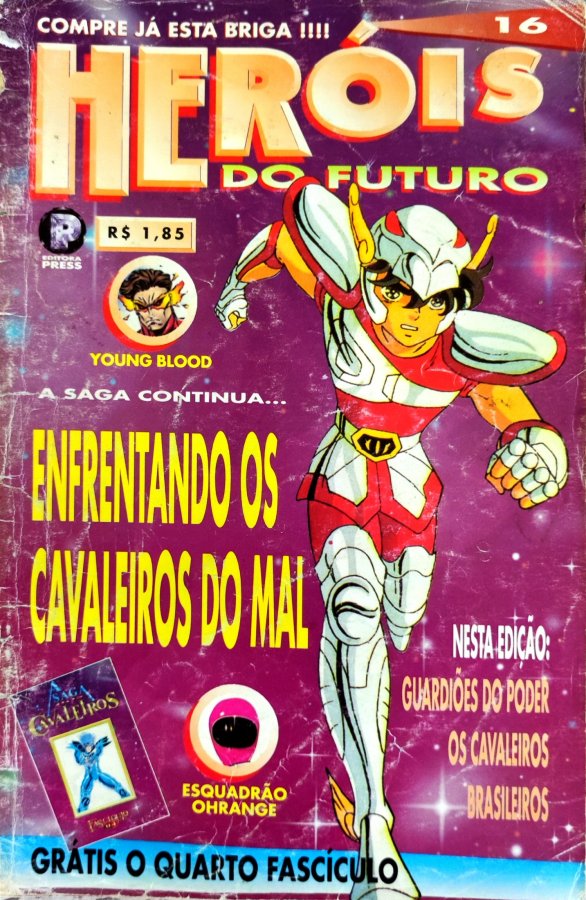 COMPRE JÁ ESTA BRIGA !!!!
16
HERÓIS
DO FUTURO
EDITORA
PRESS
R$ 1,85
YOUNG BLOOD
A SAGA CONTINUA...
ENFRENTANDO OS
CAVALEIROS DO MAL
NESTA EDIÇÃO:
GUARDIÕES DO PODER
OS CAVALEIROS
BRASILEIROS
A SAGA
CAVALEIROS
ESQUADRÃO
OHRANGE
GRÁTIS O QUARTO FASCÍCULO